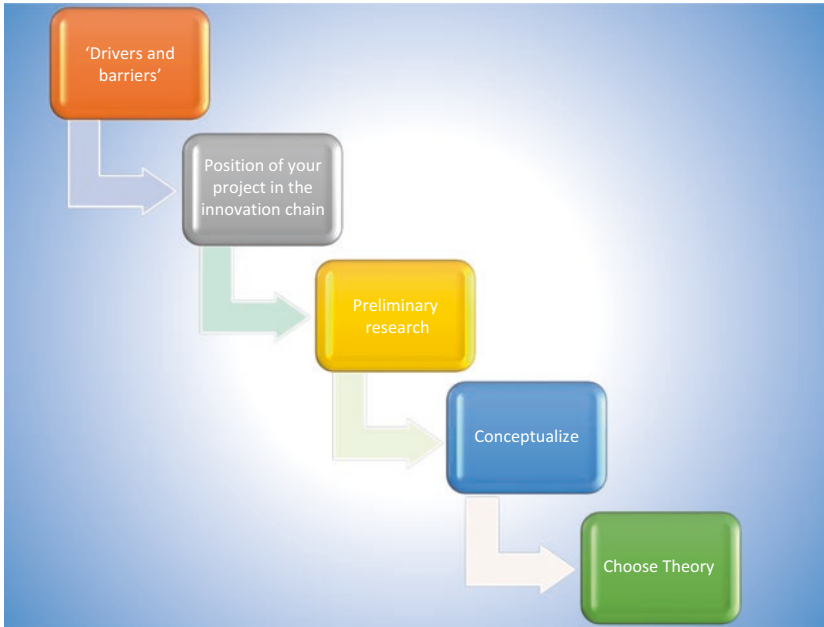 ‘Drivers and
barriers’
Position of your
project in the
innovation chain
Preliminary
research
Conceptualize
Choose Theory